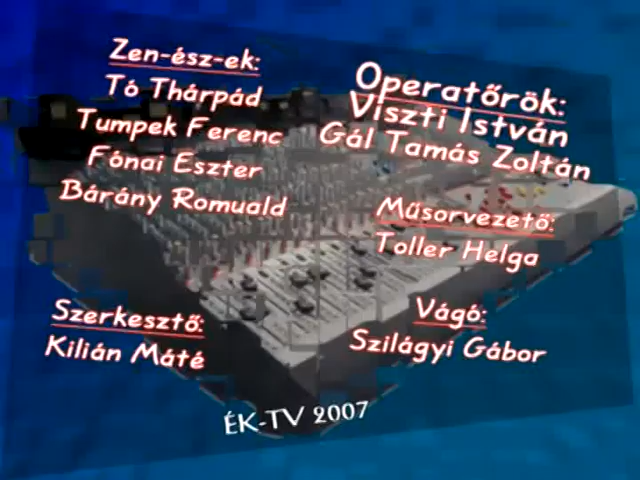 Zen-ész-ek:
Tó Thárpád
Tumpek Ferenc
Fónai Eszter
Bárány Romuald
Szerkesztő:
Kilián Máté
Operatőrök:
Viszti István
Gál Tamás Zoltán
Műsorvezető:
Toller Helga
Vágó:
Szilágyi Gábor
ÉK-TV 2007